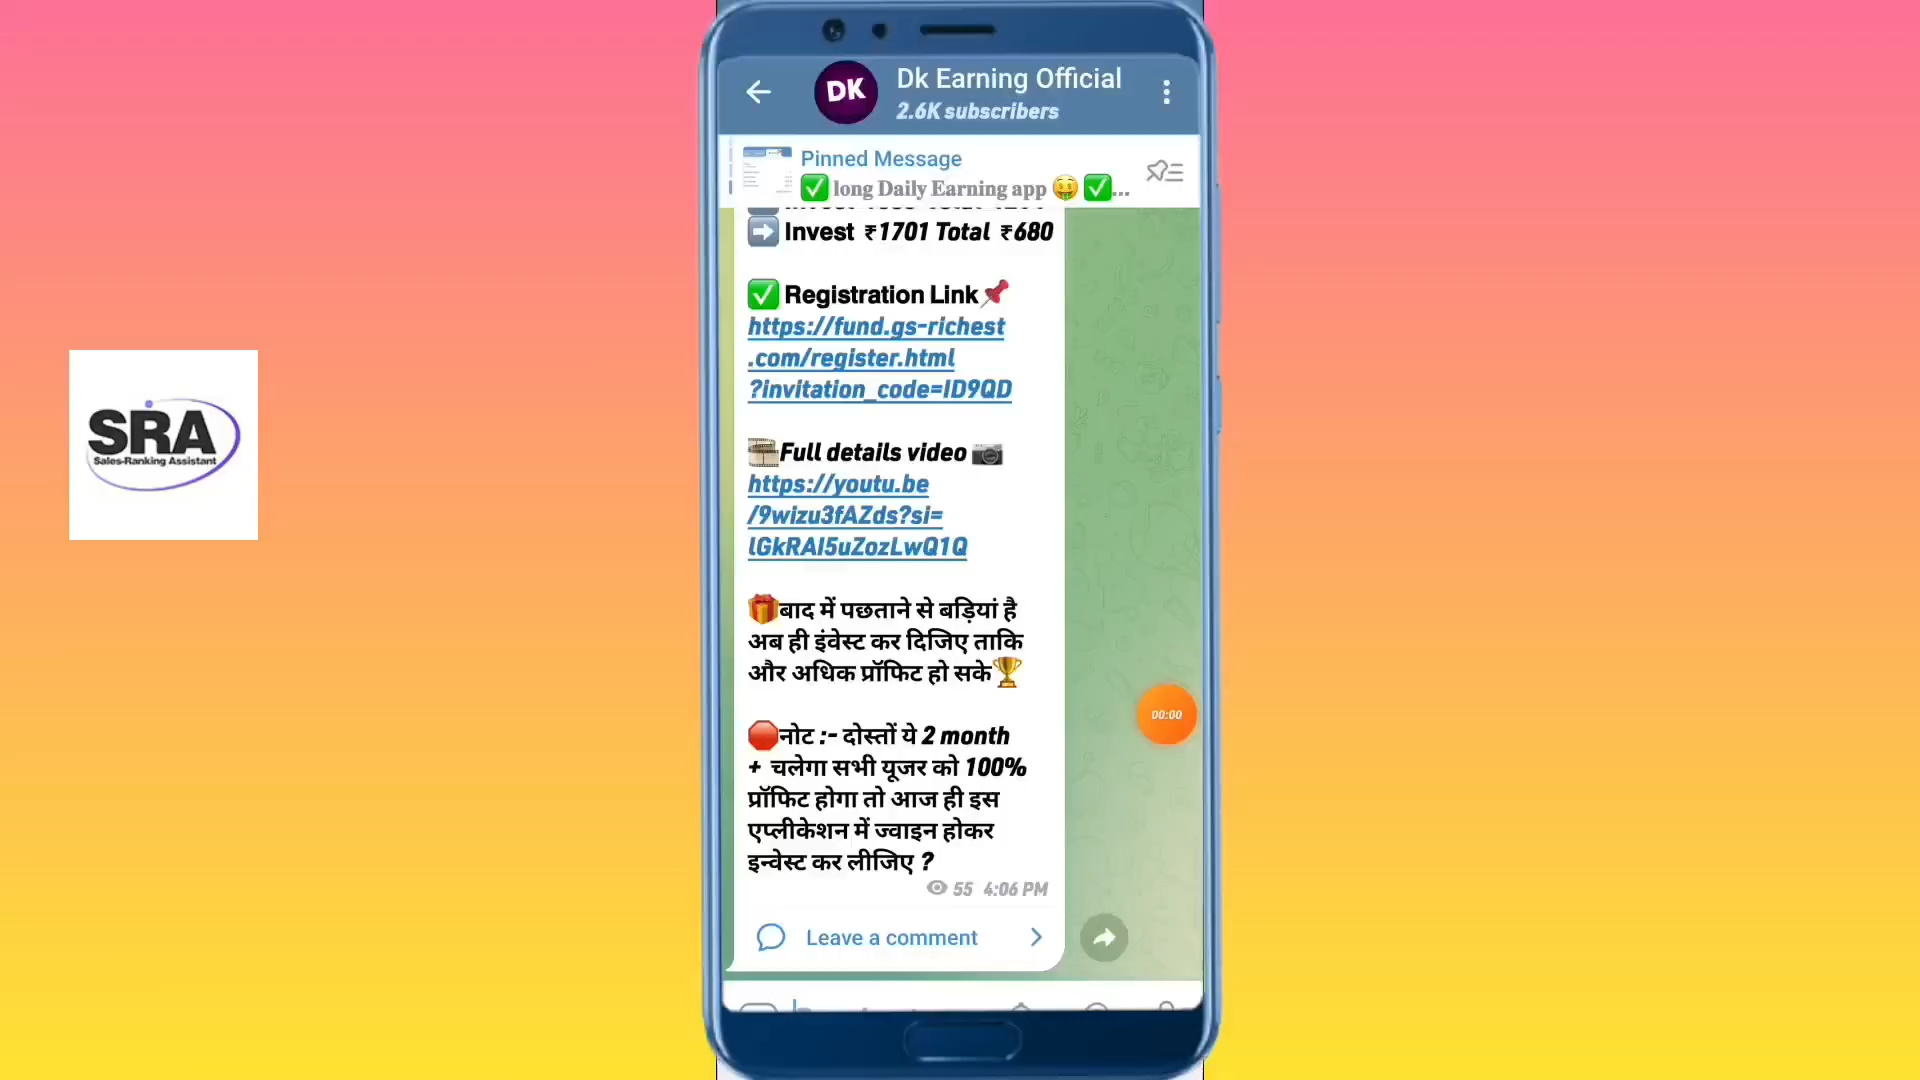 SRA
Sales-Ranking Assistant
DK
Dk Earning Official
2.6K subscribers
Pinned Message
✅ long Daily Earning app 🤑 ✅...
➡️ Invest ₹1701 Total ₹680
✅ Registration Link📌
https://fund.gs-richest
.com/register.html
?invitation_code=ID9QD
🎞️Full details video 📷
https://youtu.be
/9wizu3fAZds?si=
lGkRAI5uZozLwQ1Q
🎁बाद में पछताने से बड़ियां है
अब ही इंवेस्ट कर दिजिए ताकि
और अधिक प्रॉफिट हो सके🏆
🛑नोट :- दोस्तों ये 2 month
+ चलेगा सभी यूजर को 100%
प्रॉफिट होगा तो आज ही इस
एप्लीकेशन में ज्वाइन होकर
इन्वेस्ट कर लीजिए ?
55 4:06 PM
Leave a comment
00:00